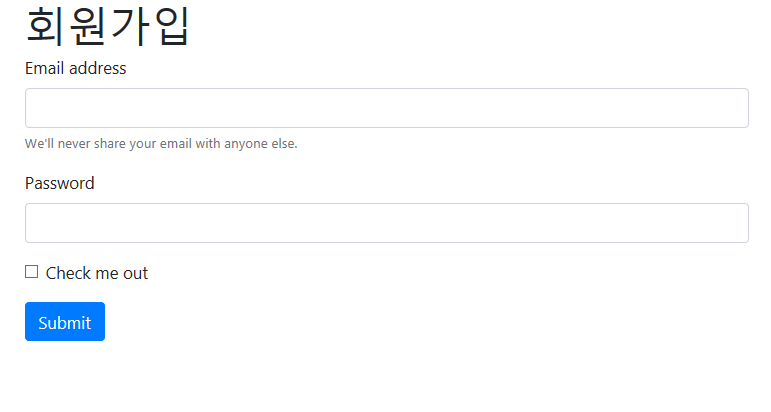 회원가입
Email address
We'll never share your email with anyone else.
Password
Check me out
Submit